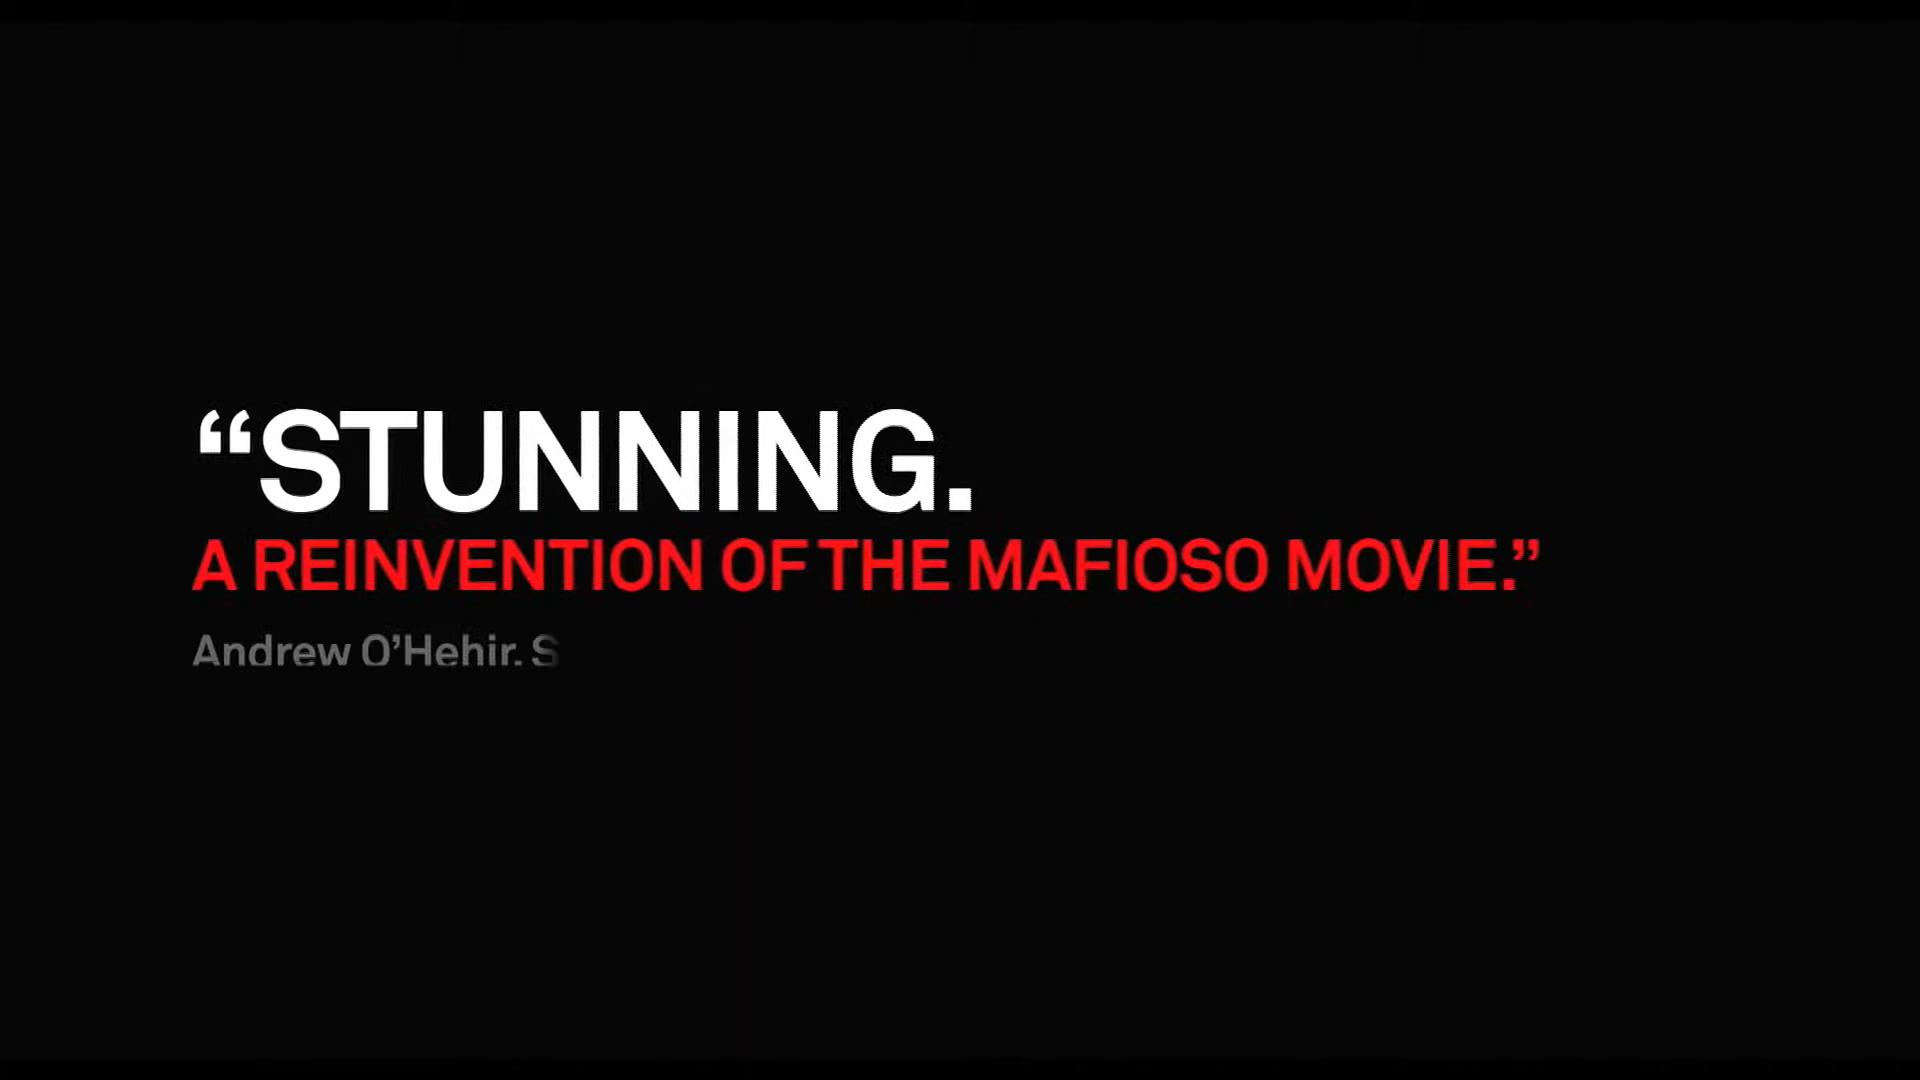 “STUNNING.
A REINVENTION OF THE MAFIOSO MOVIE.”
Andrew O’Hehir. S